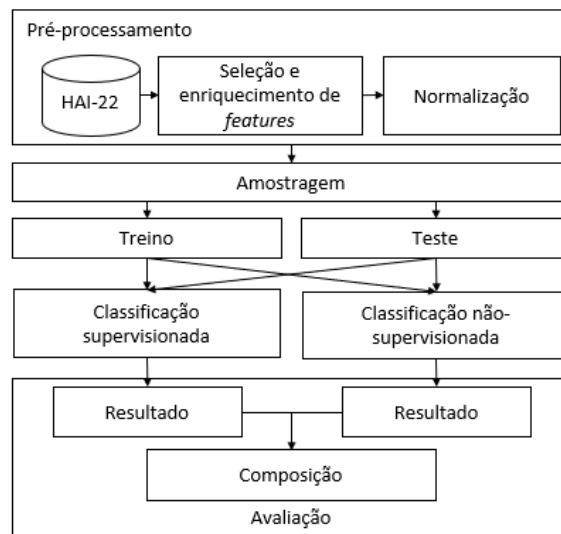 Pré-processamento
HAI-22
Seleção e
enriquecimento de
features
Normalização
Amostragem
Treino
Teste
Classificação
supervisionada
Classificação não-
supervisionada
Resultado
Resultado
Composição
Avaliação